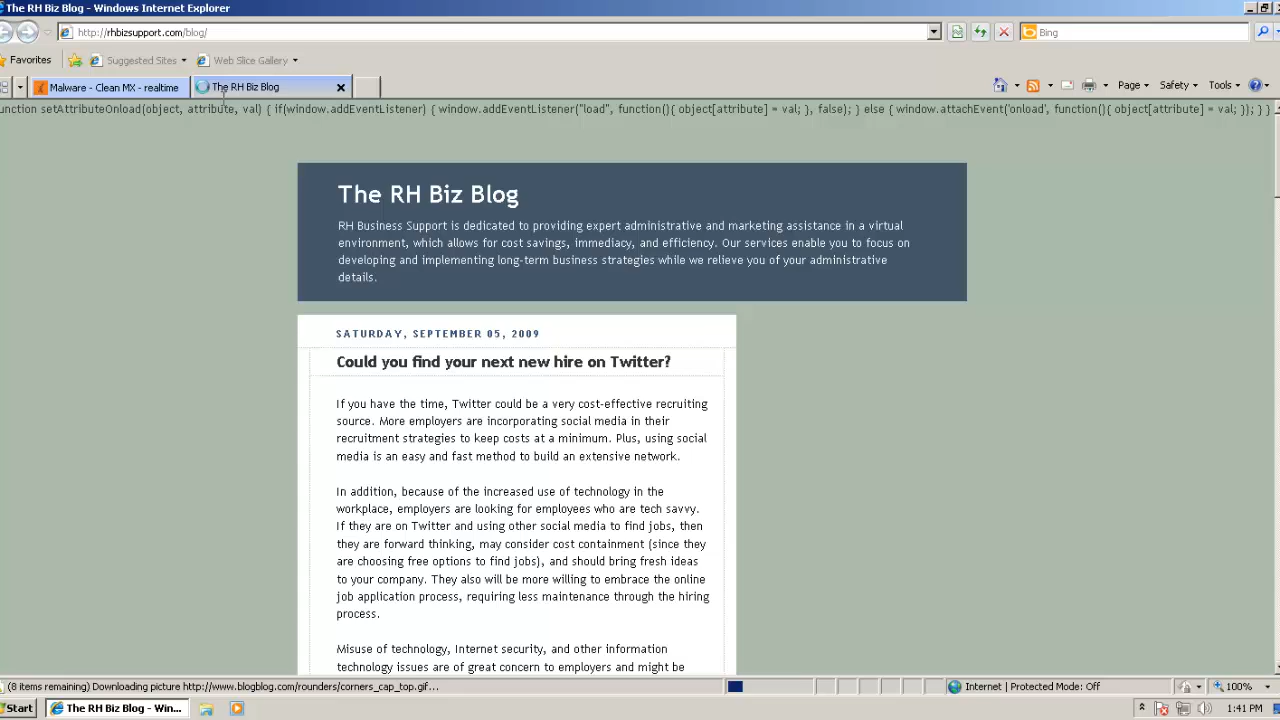 The RH Biz Blog - Windows Internet Explorer
http://rhbizsupport.com/blog/
Bing
Favorites Suggested Sites Web Slice Gallery
Malware - Clean MX - realtime The RH Biz Blog Page Safety Tools
unction setAttributeOnload(object, attribute, val) { if(window.addEventListener) { window.addEventListener("load", function(){ object[attribute] = val; }, false); } else { window.attachEvent('onload', function(){ object[attribute] = val; }); } }
The RH Biz Blog
RH Business Support is dedicated to providing expert administrative and marketing assistance in a virtual
environment, which allows for cost savings, immediacy, and efficiency. Our services enable you to focus on
developing and implementing long-term business strategies while we relieve you of your administrative
details.
SATURDAY, SEPTEMBER 05, 2009
Could you find your next new hire on Twitter?
If you have the time, Twitter could be a very cost-effective recruiting
source. More employers are incorporating social media in their
recruitment strategies to keep costs at a minimum. Plus, using social
media is an easy and fast method to build an extensive network.
In addition, because of the increased use of technology in the
workplace, employers are looking for employees who are tech savvy.
If they are on Twitter and using other social media to find jobs, then
they are forward thinking, may consider cost containment (since they
are choosing free options to find jobs), and should bring fresh ideas
to your company. They also will be more willing to embrace the online
job application process, requiring less maintenance through the hiring
process.
Misuse of technology, Internet security, and other information
technology issues are of great concern to employers and might be
(8 items remaining) Downloading picture http://www.blogblog.com/rounders/corners_cap_top.gif... Internet | Protected Mode: Off 100%
Start The RH Biz Blog - Win... 1:41 PM